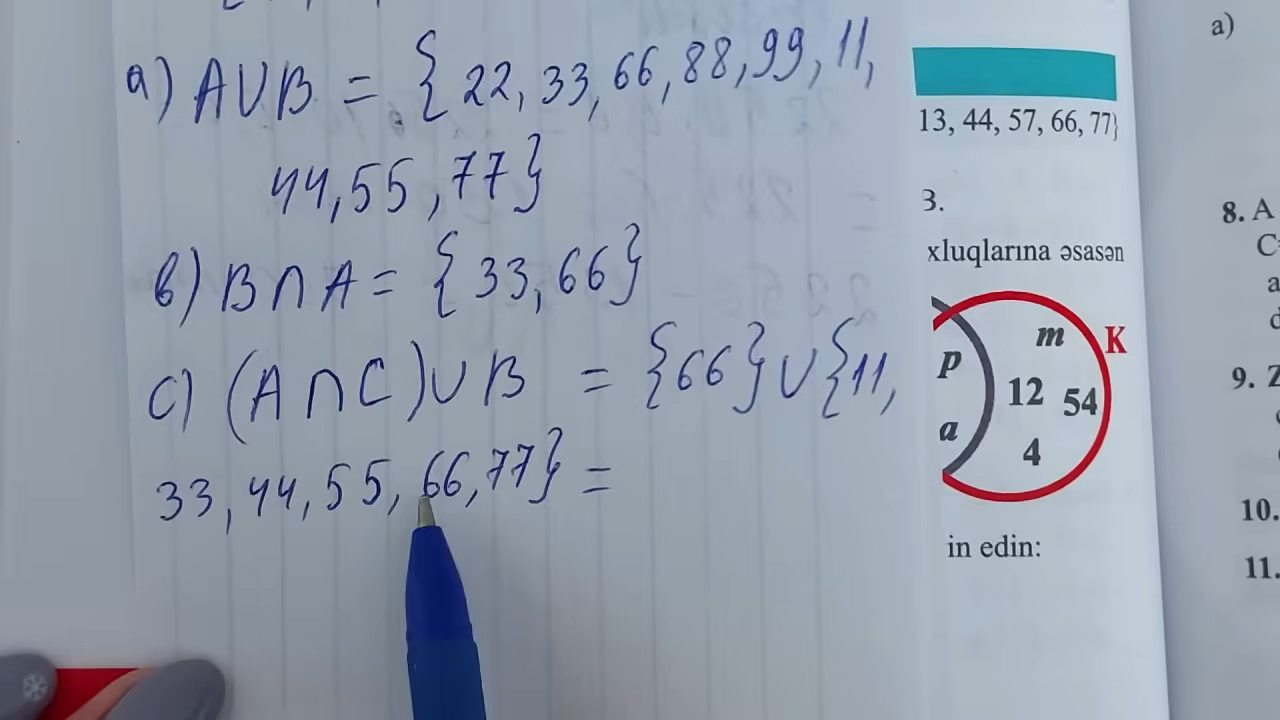 a) A∪B = {22, 33, 66, 88, 99, 11,
44, 55, 77}
в) B∩A = {33, 66}
c) (A∩C)∪B = {66}∪{11,
33, 44, 55, 66, 77} =
13, 44, 57, 66, 77}
3.
xluqlarına əsasən
m
K
p
12
54
a
4
in edin:
a)
8. A
C
a
d
9. Z
10.
11.